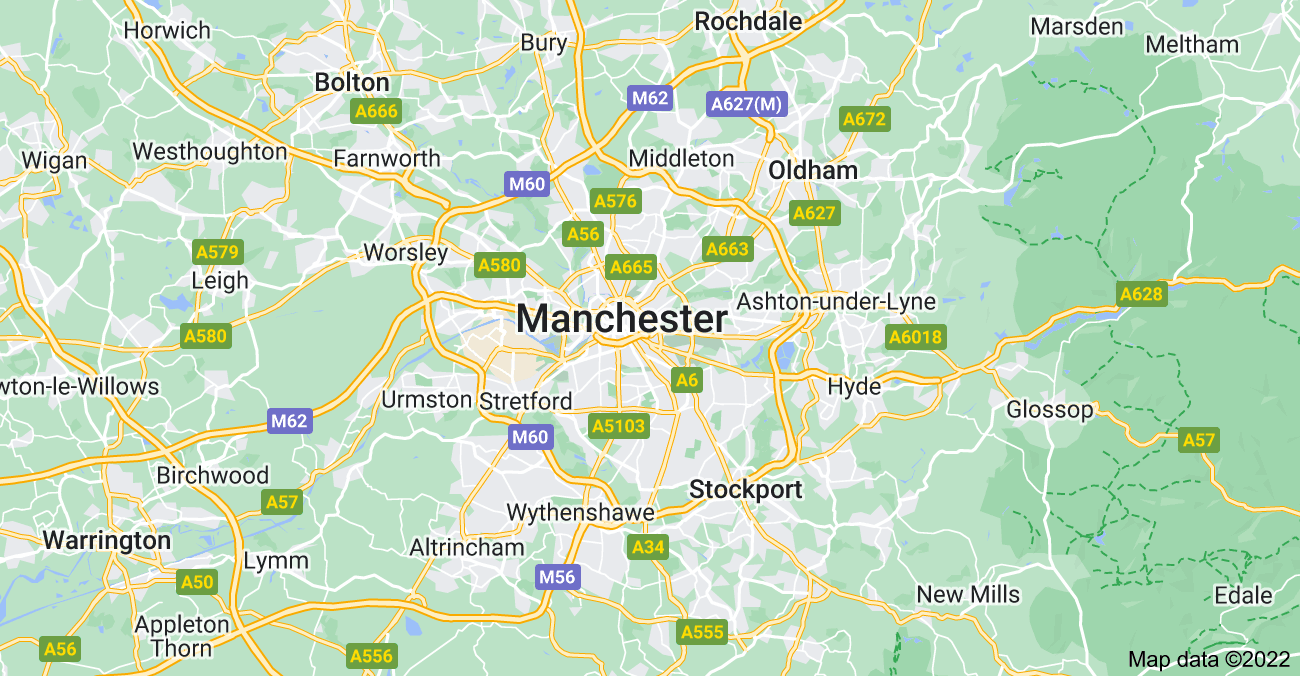 Rochdale
Horwich
Marsden
Bury
Meltham
Bolton
M62
A627(M)
A666
A672
Westhoughton
Farnworth
Middleton
Wigan
Oldham
M60
A576
A627
A56
A663
A579
Worsley
A580
A665
Leigh
A628
Ashton-under-Lyne
Manchester
A580
A6018
A6
wton-le-Willows
Hyde
Urmston
Stretford
Glossop
M62
A5103
M60
A57
Birchwood
Stockport
A57
Wythenshawe
Warrington
Altrincham
A34
Lymm
M56
A50
New Mills
Edale
Appleton
Thorn
A555
A56
A556
Map data ©2022